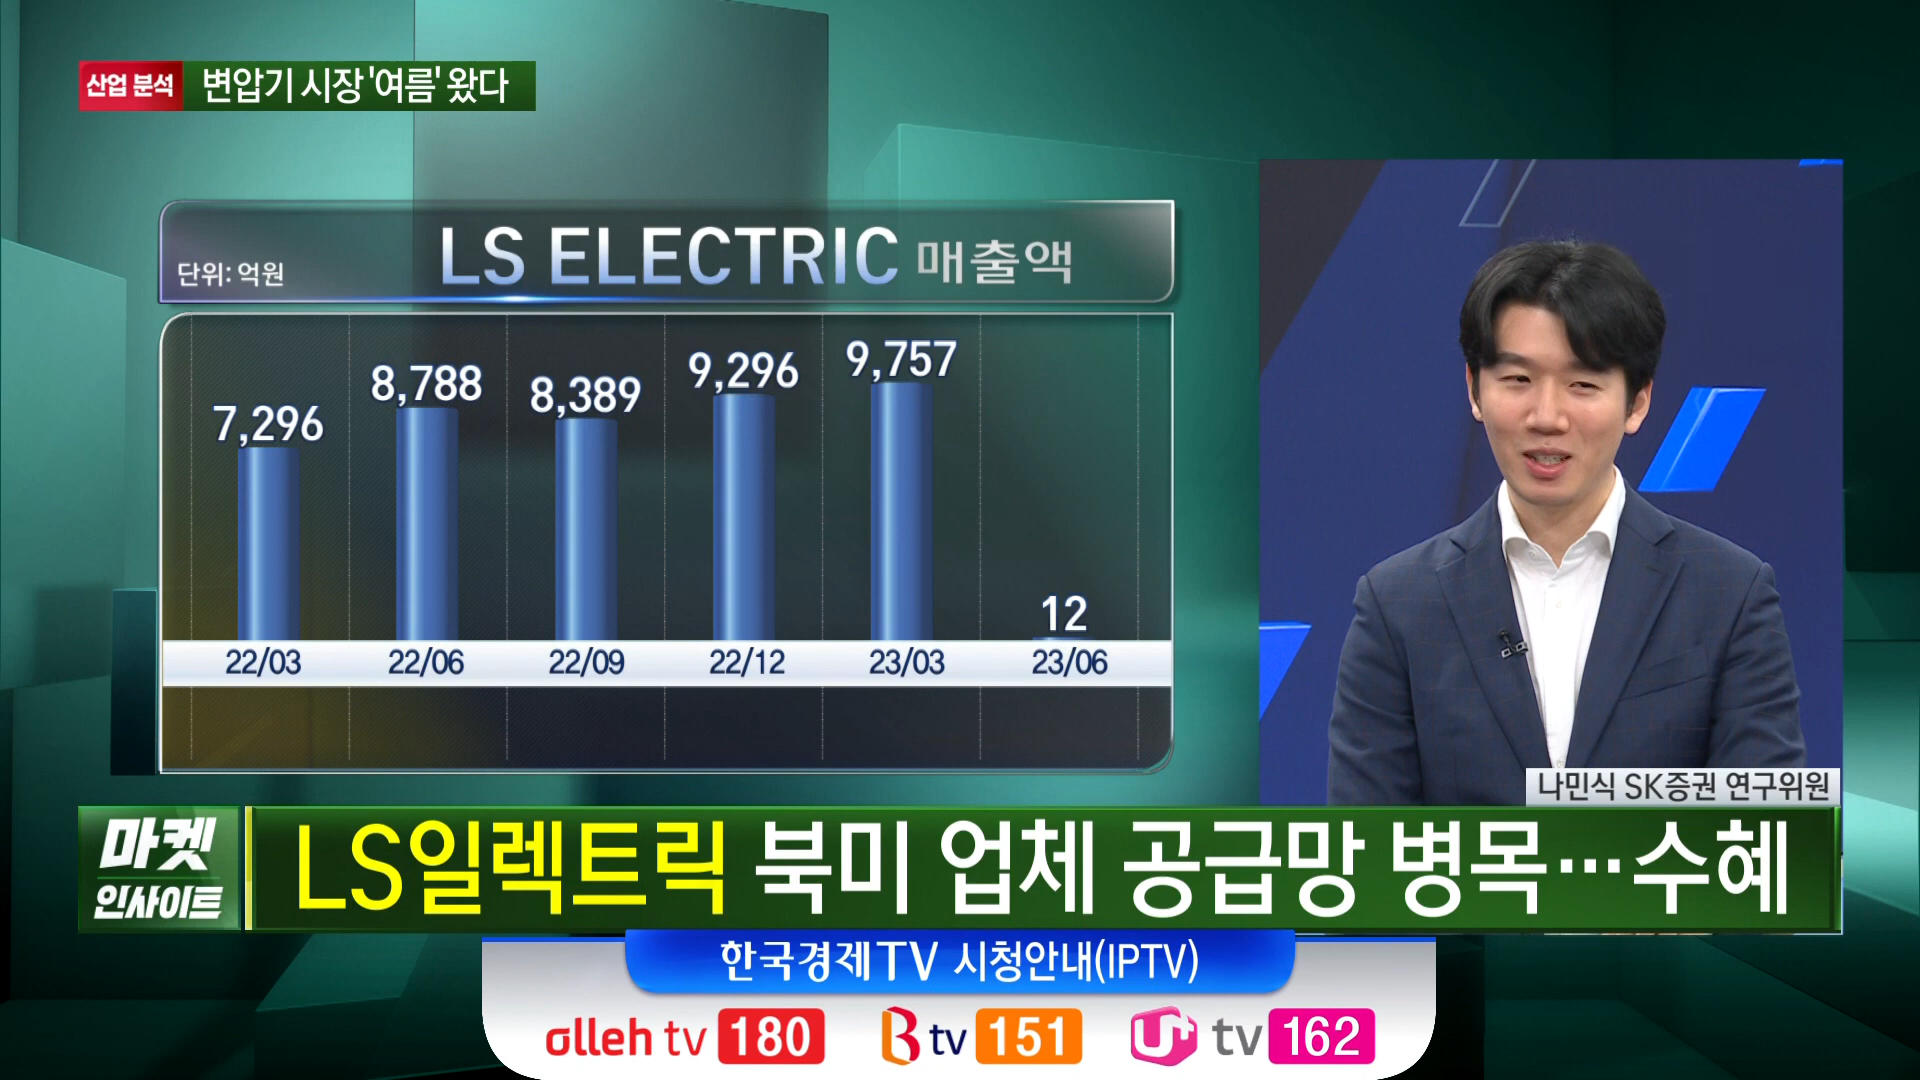 산업 분석 변압기 시장 '여름' 왔다
단위: 억원
LS ELECTRIC 매출액
7,296
8,788
8,389
9,296
9,757
12
22/03
22/06
22/09
22/12
23/03
23/06
나민식 SK증권 연구위원
마켓
인사이트
LS일렉트릭 북미 업체 공급망 병목…수혜
한국경제TV 시청안내(IPTV)
olleh tv 180
B tv 151
U+ tv 162